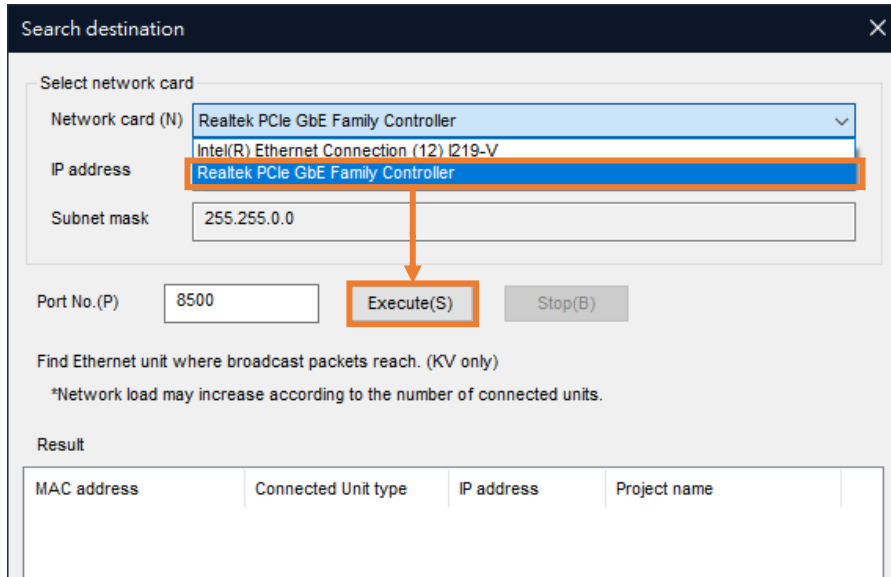 Search destination
Select network card
Network card (N) Realtek PCIe GbE Family Controller
Intel(R) Ethernet Connection (12) I219-V
IP address Realtek PCIe GbE Family Controller
Subnet mask 255.255.0.0
Port No.(P) 8500 Execute(S) Stop(B)
Find Ethernet unit where broadcast packets reach. (KV only)
*Network load may increase according to the number of connected units.
Result
MAC address Connected Unit type IP address Project name